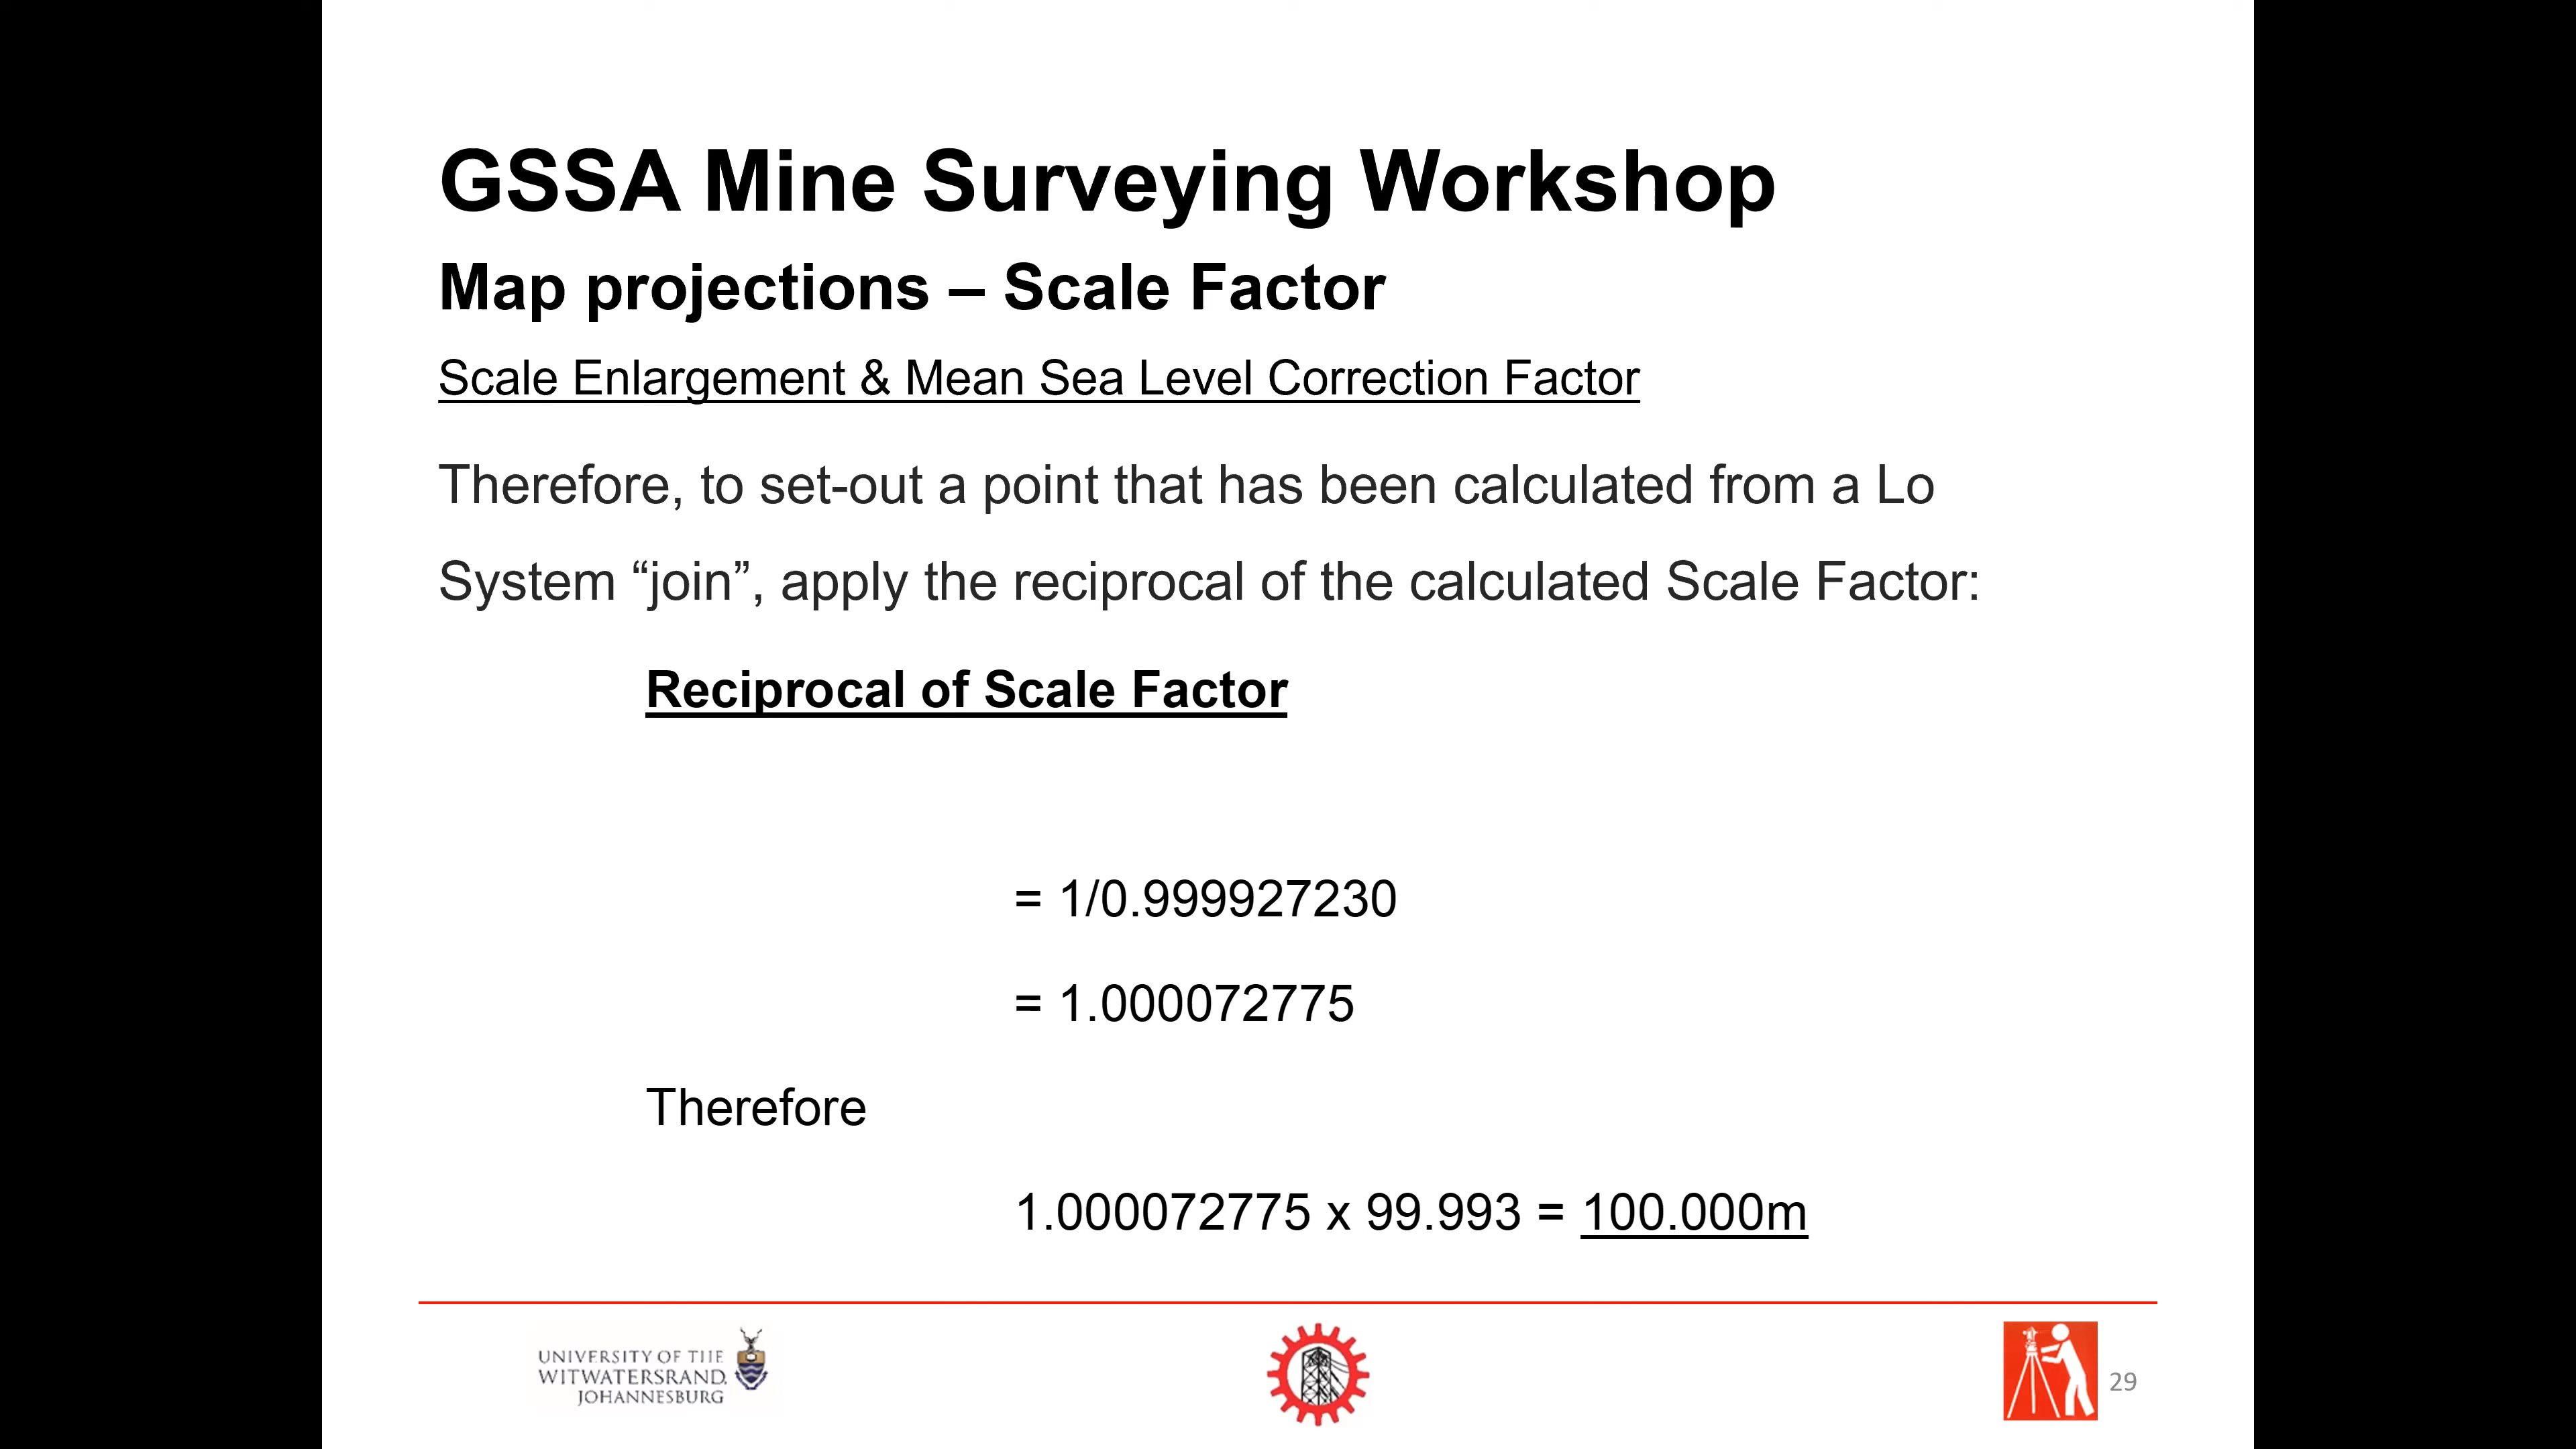 GSSA Mine Surveying Workshop
Map projections – Scale Factor
Scale Enlargement & Mean Sea Level Correction Factor
Therefore, to set-out a point that has been calculated from a Lo
System “join”, apply the reciprocal of the calculated Scale Factor:
Reciprocal of Scale Factor
= 1/0.999927230
= 1.000072775
Therefore
1.000072775 x 99.993 = 100.000m
UNIVERSITY OF THE
WITWATERSRAND,
JOHANNESBURG
29